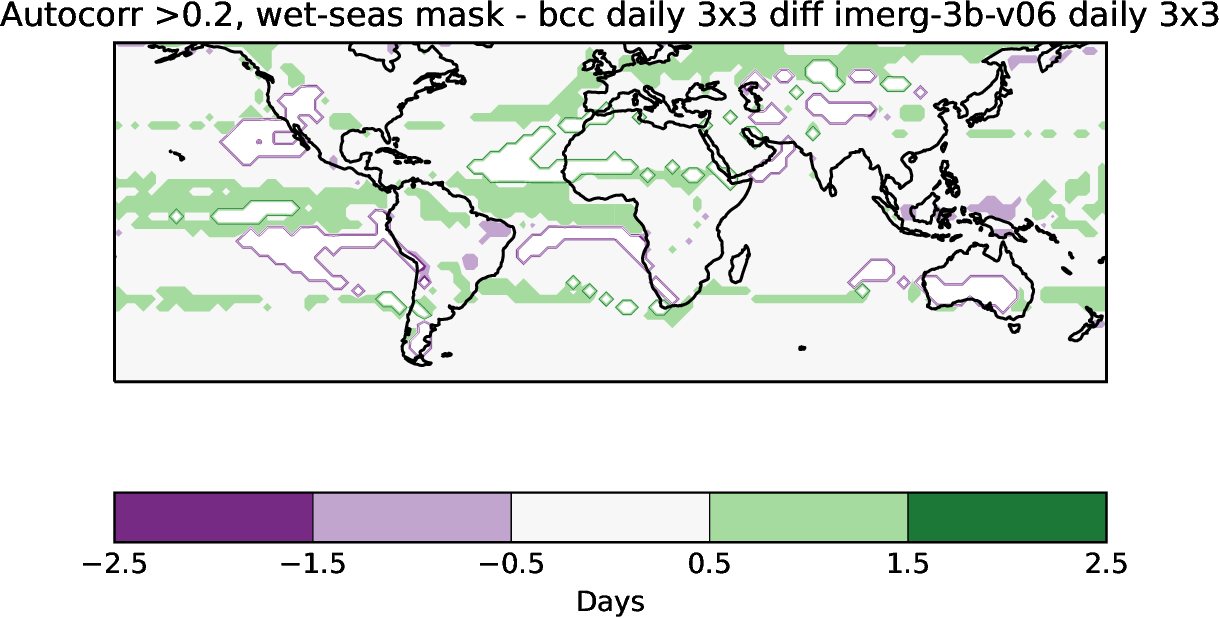 Autocorr >0.2, wet-seas mask - bcc daily 3x3 diff imerg-3b-v06 daily 3x3
−2.5 −1.5 −0.5 0.5 1.5 2.5
Days